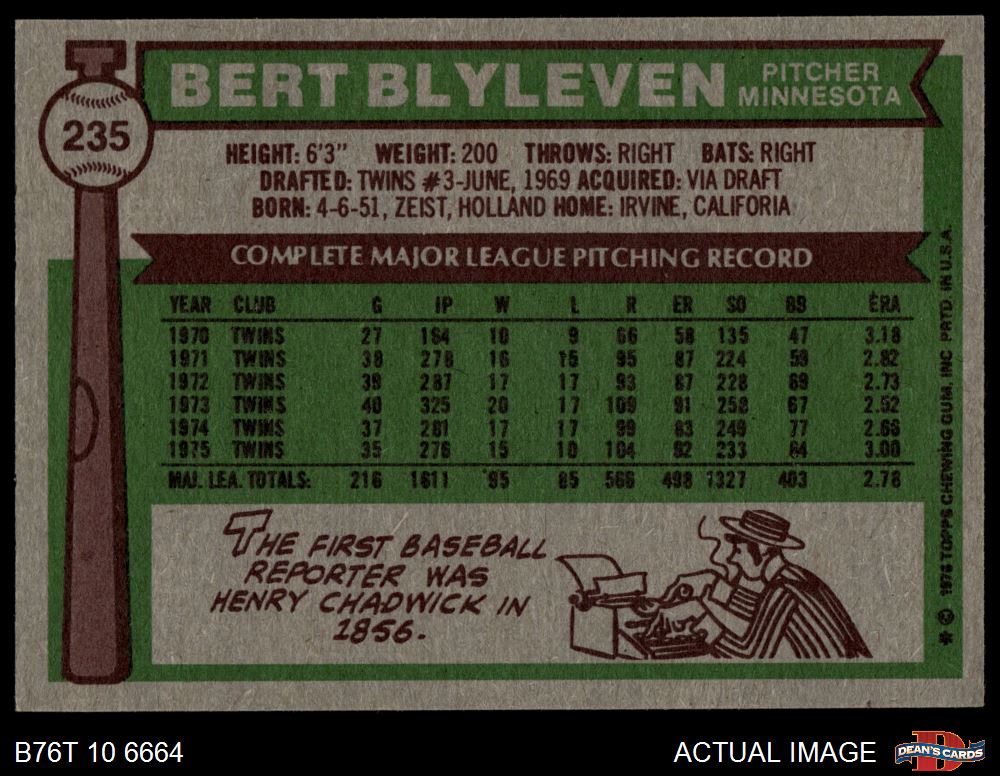 235
BERT BLYLEVEN
PITCHER
MINNESOTA
HEIGHT: 6'3" WEIGHT: 200 THROWS: RIGHT BATS: RIGHT
DRAFTED: TWINS #3-JUNE, 1969 ACQUIRED: VIA DRAFT
BORN: 4-6-51, ZEIST, HOLLAND HOME: IRVINE, CALIFORIA
COMPLETE MAJOR LEAGUE PITCHING RECORD
YEAR CLUB G IP W L R ER SO BB ERA
1970 TWINS 27 164 10 9 66 58 135 47 3.18
1971 TWINS 38 278 16 15 95 87 224 59 2.82
1972 TWINS 39 287 17 17 93 87 228 69 2.73
1973 TWINS 40 325 20 17 109 91 258 67 2.52
1974 TWINS 37 281 17 17 99 83 249 77 2.66
1975 TWINS 35 276 15 10 104 92 233 84 3.00
MAJ. LEA. TOTALS: 216 1611 95 85 566 498 1327 403 2.78
THE FIRST BASEBALL
REPORTER WAS
HENRY CHADWICK IN
1856.
* © 1976 TOPPS CHEWING GUM, INC PRTD. IN U.S.A.
B76T 10 6664
ACTUAL IMAGE
DEAN'S CARDS